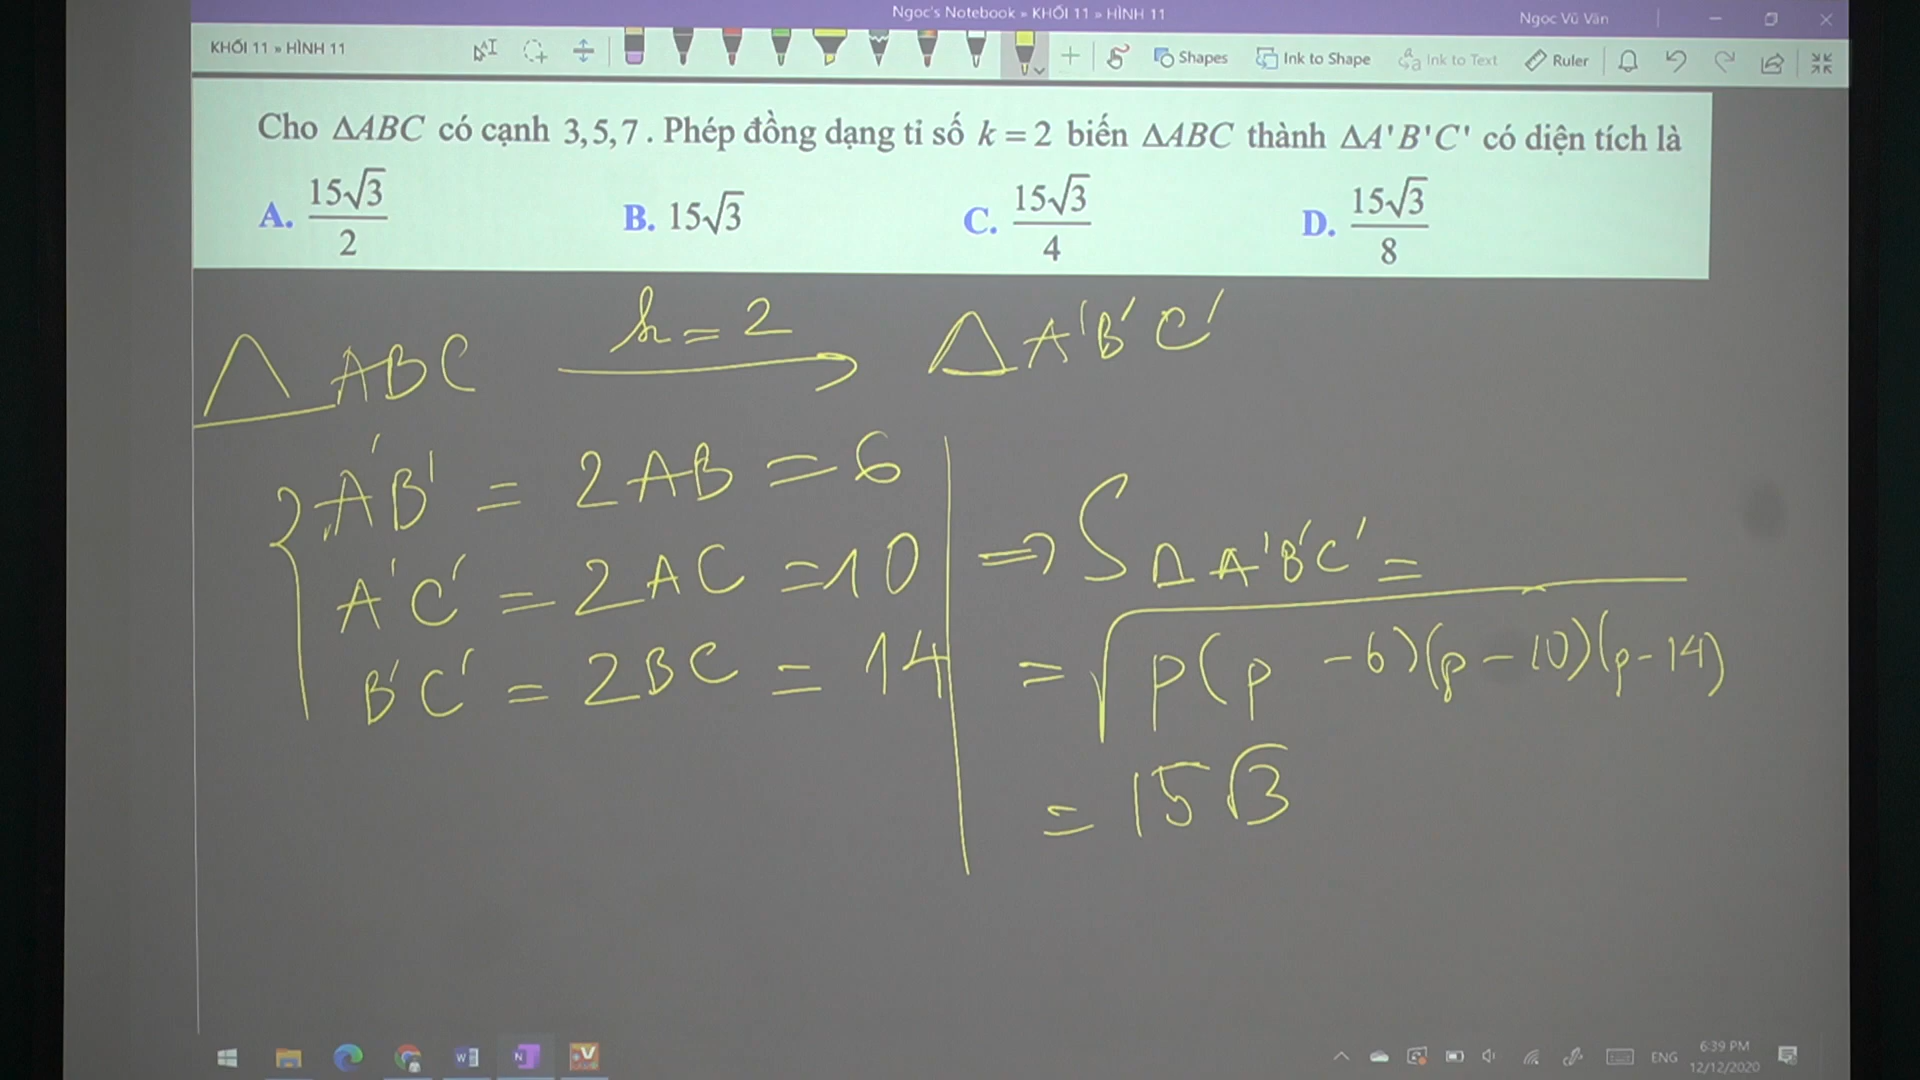 Ngoc's Notebook » KHỐI 11 » HÌNH 11
Ngoc Vũ Văn
KHỐI 11 » HÌNH 11
Shapes
Ink to Shape
Ink to Text
Ruler
Cho ΔABC có cạnh 3,5,7. Phép đồng dạng tỉ số k = 2 biến ΔABC thành ΔA'B'C' có diện tích là
A. 15√3/2 B. 15√3 C. 15√3/4 D. 15√3/8
△ABC k=2 → △A'B'C'
A'B' = 2AB = 6
A'C' = 2AC = 10
B'C' = 2BC = 14
⇒ S△A'B'C' =
= √p(p-6)(p-10)(p-14)
= 15√3
ENG
6:39 PM
12/12/2020